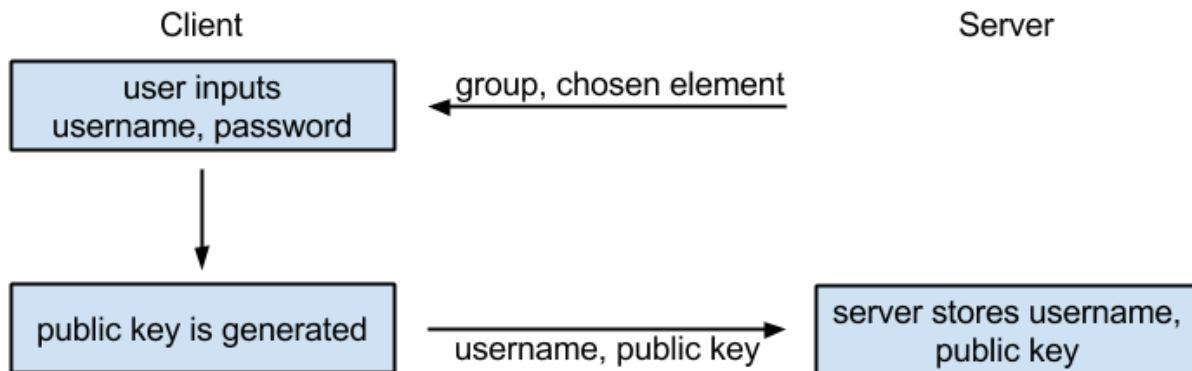 Client
Server
user inputs
username, password
group, chosen element
public key is generated
username, public key
server stores username,
public key